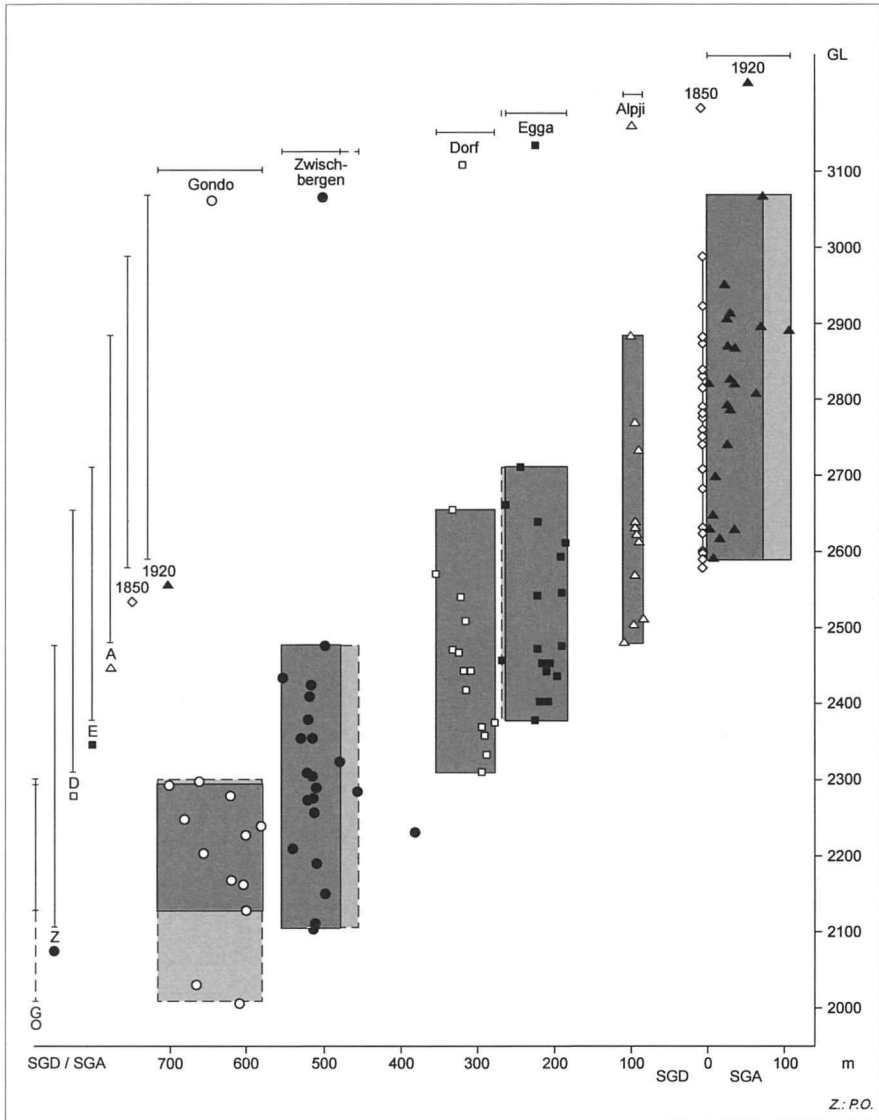 GL
1920
1850
Alpji
Egga
Dorf
Zwisch-
bergen
Gondo
3100
3000
2900
2800
2700
2600
2500
2400
2300
2200
2100
2000
1920
1850
A
E
D
Z
G
SGD / SGA 700 600 500 400 300 200 100 0 100 m
SGD SGA
Z.: P.O.